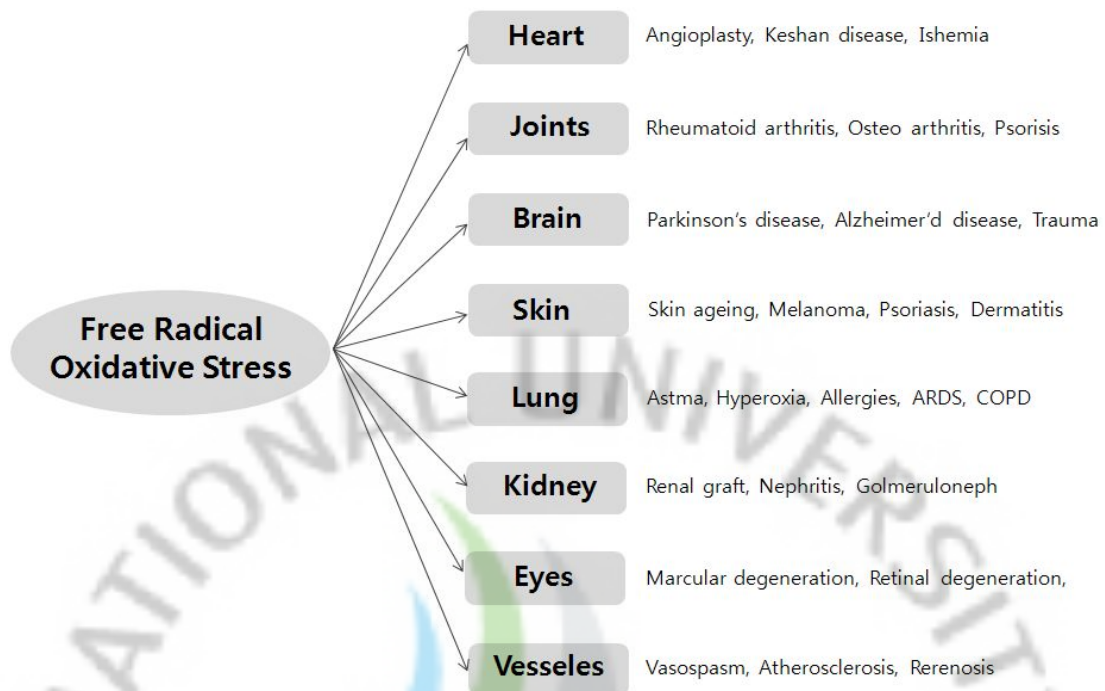 Heart Angioplasty, Keshan disease, Ishemia
Joints Rheumatoid arthritis, Osteo arthritis, Psorisis
Brain Parkinson's disease, Alzheimer'd disease, Trauma
Skin Skin ageing, Melanoma, Psoriasis, Dermatitis
Free Radical
Oxidative Stress
Lung Astma, Hyperoxia, Allergies, ARDS, COPD
Kidney Renal graft, Nephritis, Golmeruloneph
Eyes Marcular degeneration, Retinal degeneration,
Vesseles Vasospasm, Atherosclerosis, Rerenosis
NATIONAL UNIVERSITY